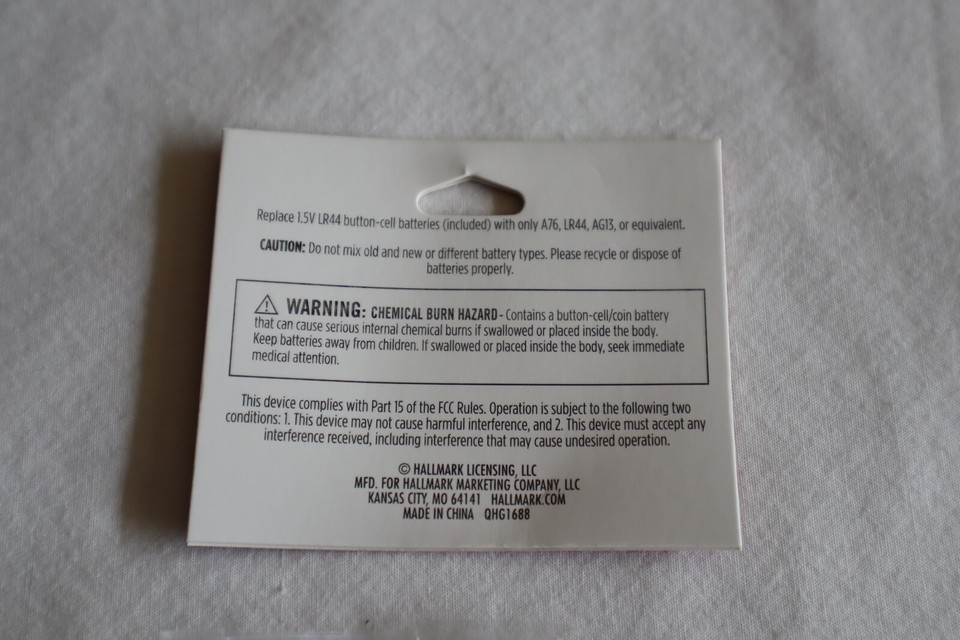 Replace 1.5V LR44 button-cell batteries (included) with only A76, LR44, AG13, or equivalent.
CAUTION: Do not mix old and new or different battery types. Please recycle or dispose of
batteries properly.
⚠ WARNING: CHEMICAL BURN HAZARD - Contains a button-cell/coin battery
that can cause serious internal chemical burns if swallowed or placed inside the body.
Keep batteries away from children. If swallowed or placed inside the body, seek immediate
medical attention.
This device complies with Part 15 of the FCC Rules. Operation is subject to the following two
conditions: 1. This device may not cause harmful interference, and 2. This device must accept any
interference received, including interference that may cause undesired operation.
© HALLMARK LICENSING, LLC
MFD. FOR HALLMARK MARKETING COMPANY, LLC
KANSAS CITY, MO 64141 HALLMARK.COM
MADE IN CHINA QHG1688